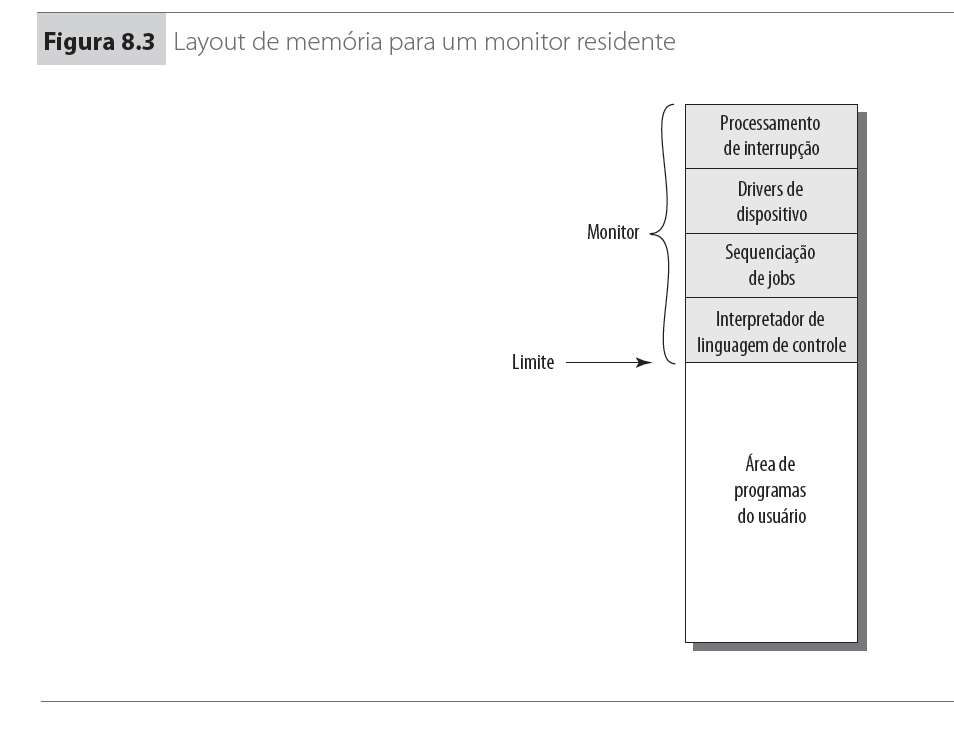 Figura 8.3 Layout de memória para um monitor residente
Processamento
de interrupção
Drivers de
dispositivo
Monitor
Sequenciação
de jobs
Interpretador de
linguagem de controle
Limite
Área de
programas
do usuário